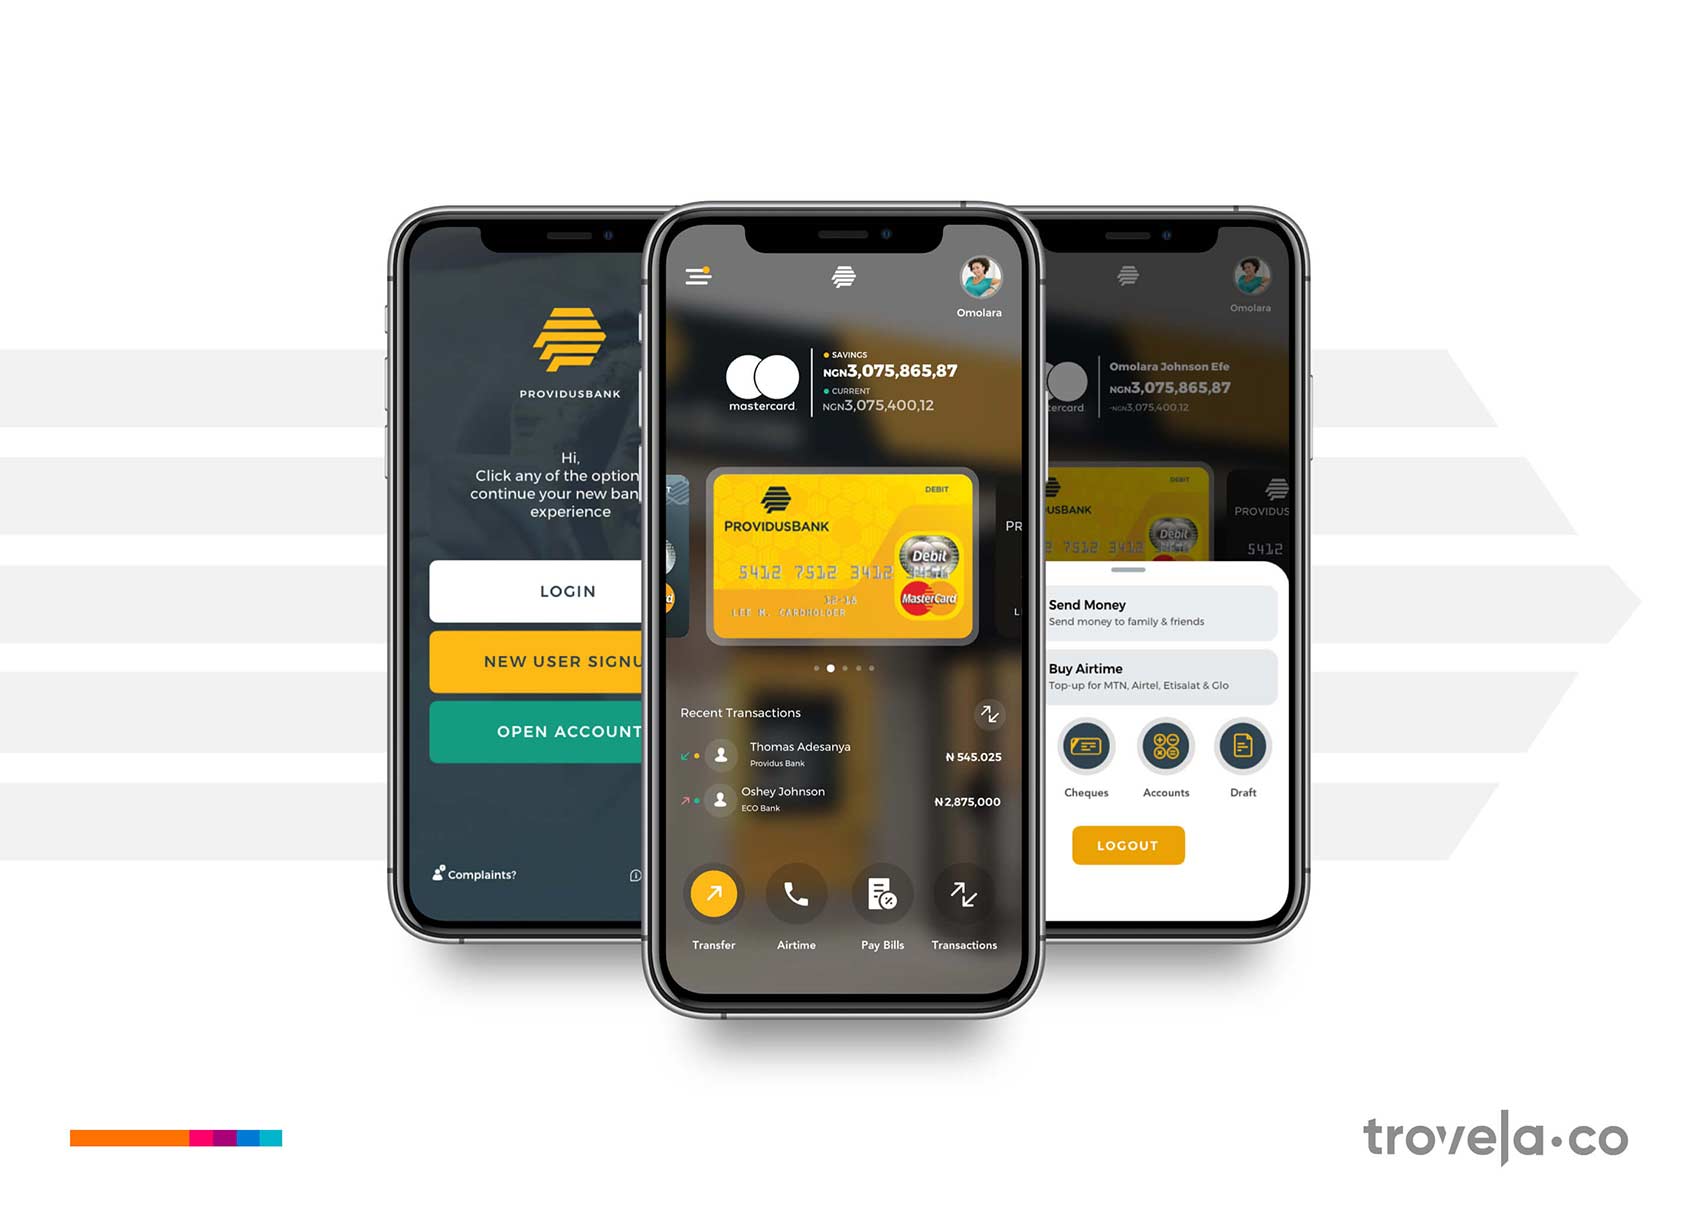 PROVIDUSBANK
Hi,
Click any of the option
continue your new ban
experience
LOGIN
NEW USER SIGNU
OPEN ACCOUNT
Complaints?
Omolara
mastercard.
SAVINGS
NGN3,075,865,87
CURRENT
NGN3,075,400,12
T
PROVIDUSBANK
DEBIT
Debit
5412 7512 3412 3456
12-16
LEE M. CARDHOLDER
MasterCard
PR
L
Recent Transactions
Thomas Adesanya
Providus Bank
₦ 545.025
Oshey Johnson
ECO Bank
₦2,875,000
Transfer
Airtime
Pay Bills
Transactions
Omolara
ercard.
Omolara Johnson Efe
NGN3,075,865,87
-NGN3,075,400,12
USBANK
DEBIT
Debit
2 7512 3412 3456
PROVIDUS
5412
Send Money
Send money to family & friends
Buy Airtime
Top-up for MTN, Airtel, Etisalat & Glo
Cheques
Accounts
Draft
LOGOUT
trovela.co